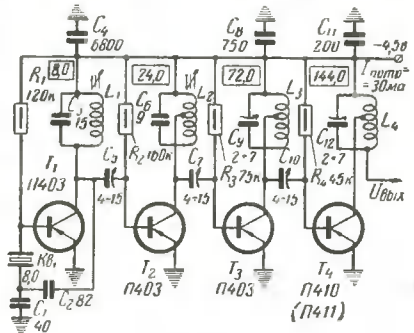 C4 6800
C8 750
C11 200
-4,5в
Iпотр= =30ма
8,0
24,0
72,0
144,0
R1 120к
C3 15
L1
C6 9
L2
C9 2÷7
L3
C12 2÷7
L4
R2 160к
R3 75к
R4 45к
C5 4÷15
C7 4÷15
C10 4÷15
Uвых
T1 П403
T2 П403
T3 П403
T4 П410 (П411)
Кв1 8,0
C2 82
C1 40